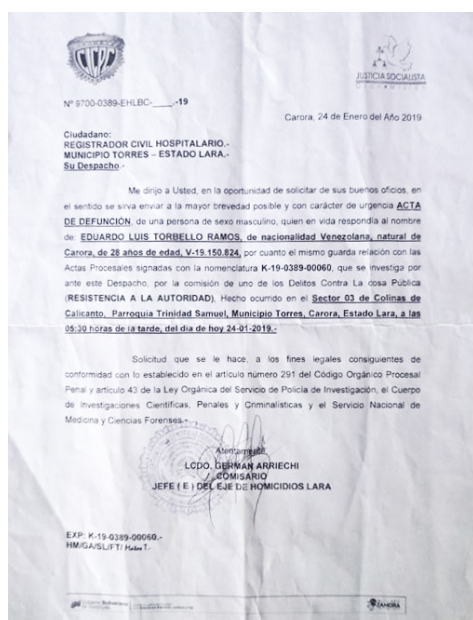 CICPC
JUSTICIA SOCIALISTA
Nº 9700-0389-EHLBC-____.-19
Carora, 24 de Enero del Año 2019
Ciudadano:
REGISTRADOR CIVIL HOSPITALARIO.-
MUNICIPIO TORRES – ESTADO LARA.-
Su Despacho.-
Me dirijo a Usted, en la oportunidad de solicitar de sus buenos oficios, en
el sentido se sirva enviar a la mayor brevedad posible y con carácter de urgencia ACTA
DE DEFUNCIÓN, de una persona de sexo masculino, quien en vida respondía al nombre
de: EDUARDO LUIS TORBELLO RAMOS, de nacionalidad Venezolana, natural de
Carora, de 28 años de edad, V-19.150.824, por cuanto el mismo guarda relación con las
Actas Procesales signadas con la nomenclatura K-19-0389-00060, que se investiga por
ante este Despacho, por la comisión de uno de los Delitos Contra La cosa Pública
(RESISTENCIA A LA AUTORIDAD), Hecho ocurrido en el Sector 03 de Colinas de
Calicanto, Parroquia Trinidad Samuel, Municipio Torres, Carora, Estado Lara, a las
05:30 horas de la tarde, del día de hoy 24-01-2019.-
Solicitud que se le hace, a los fines legales consiguientes de
conformidad con lo establecido en el artículo número 291 del Código Orgánico Procesal
Penal y artículo 43 de la Ley Orgánica del Servicio de Policía de Investigación, el Cuerpo
de Investigaciones Científicas, Penales y Criminalísticas y el Servicio Nacional de
Medicina y Ciencias Forenses.-
Atentamente,
LCDO. GERMAN ARRIECHI
COMISARIO
JEFE ( E ) DEL EJE DE HOMICIDIOS LARA
EXP: K-19-0389-00060.-
HM/GA/SL/FT/
Gobierno Bolivariano
ZAMORA